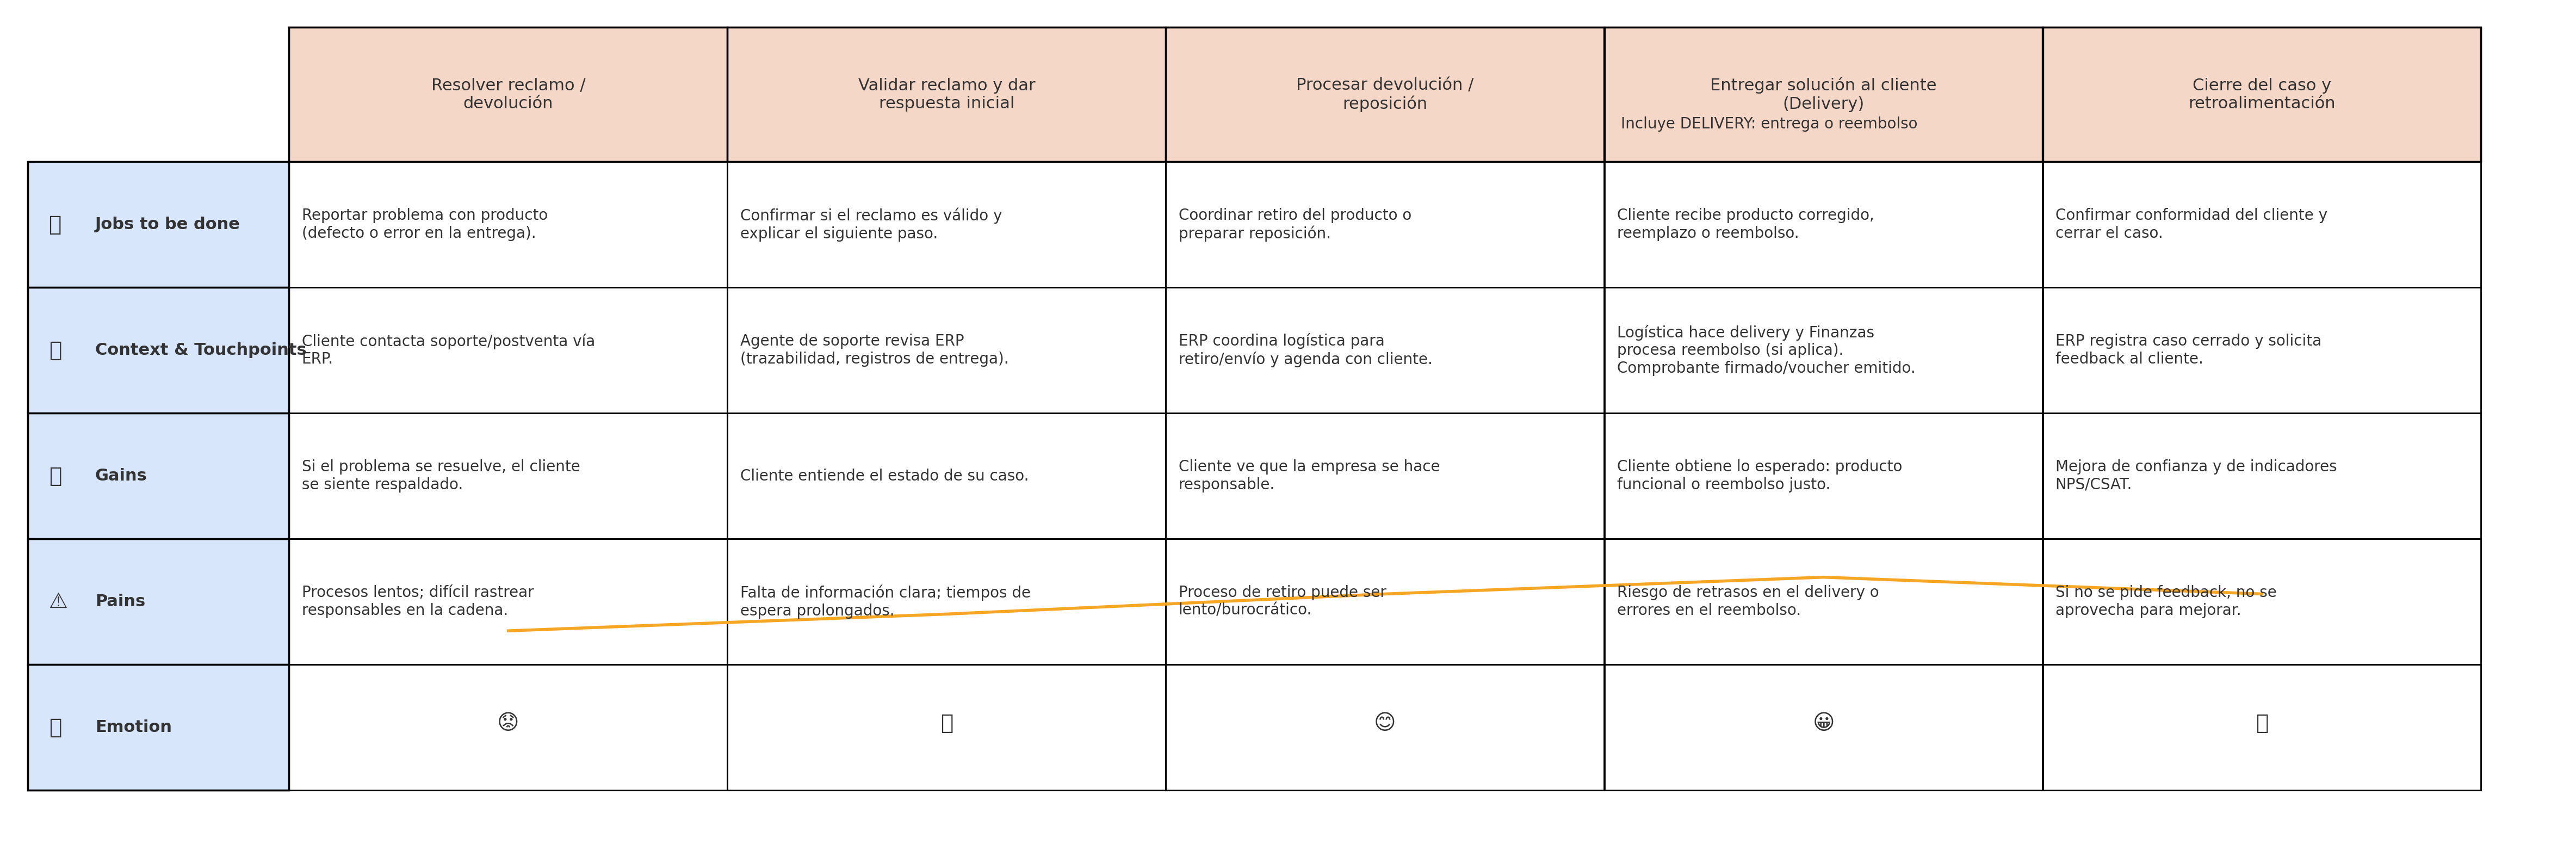 Resolver reclamo /
devolución
Validar reclamo y dar
respuesta inicial
Procesar devolución /
reposición
Entregar solución al cliente
(Delivery)
Incluye DELIVERY: entrega o reembolso
Cierre del caso y
retroalimentación
Jobs to be done
Reportar problema con producto
(defecto o error en la entrega).
Confirmar si el reclamo es válido y
explicar el siguiente paso.
Coordinar retiro del producto o
preparar reposición.
Cliente recibe producto corregido,
reemplazo o reembolso.
Confirmar conformidad del cliente y
cerrar el caso.
Context & Touchpoints
Cliente contacta soporte/postventa vía
ERP.
Agente de soporte revisa ERP
(trazabilidad, registros de entrega).
ERP coordina logística para
retiro/envío y agenda con cliente.
Logística hace delivery y Finanzas
procesa reembolso (si aplica).
Comprobante firmado/voucher emitido.
ERP registra caso cerrado y solicita
feedback al cliente.
Gains
Si el problema se resuelve, el cliente
se siente respaldado.
Cliente entiende el estado de su caso.
Cliente ve que la empresa se hace
responsable.
Cliente obtiene lo esperado: producto
funcional o reembolso justo.
Mejora de confianza y de indicadores
NPS/CSAT.
⚠ Pains
Procesos lentos; difícil rastrear
responsables en la cadena.
Falta de información clara; tiempos de
espera prolongados.
Proceso de retiro puede ser
lento/burocrático.
Riesgo de retrasos en el delivery o
errores en el reembolso.
Si no se pide feedback, no se
aprovecha para mejorar.
Emotion
😟
😊
😀